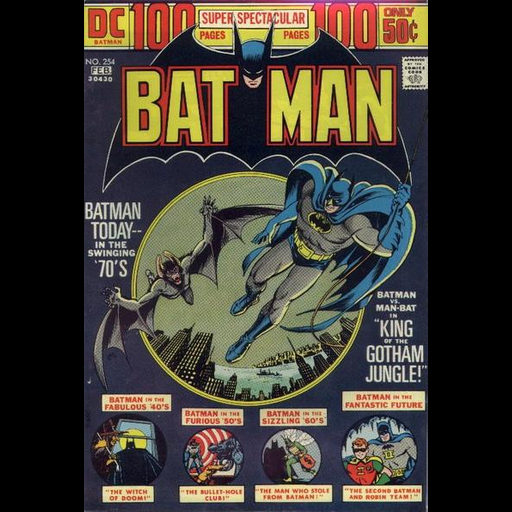 DC 100 SUPER SPECTACULAR 100 ONLY
BATMAN PAGES PAGES 50¢
NO. 254
FEB.
30430
APPROVED
BY THE
COMICS
CODE
AUTHORITY
BATMAN
BATMAN
TODAY--
IN THE
SWINGING
'70'S
BATMAN
VS.
MAN-BAT
IN
"KING
OF THE
GOTHAM
JUNGLE!"
BATMAN IN THE
FABULOUS '40'S
BATMAN IN THE
FURIOUS '50'S
BATMAN IN THE
SIZZLING '60'S
BATMAN IN THE
FANTASTIC FUTURE
"THE WITCH
OF DOOM!"
"THE BULLET-HOLE
CLUB!"
"THE MAN WHO STOLE
FROM BATMAN!"
"THE SECOND BATMAN
AND ROBIN TEAM!"